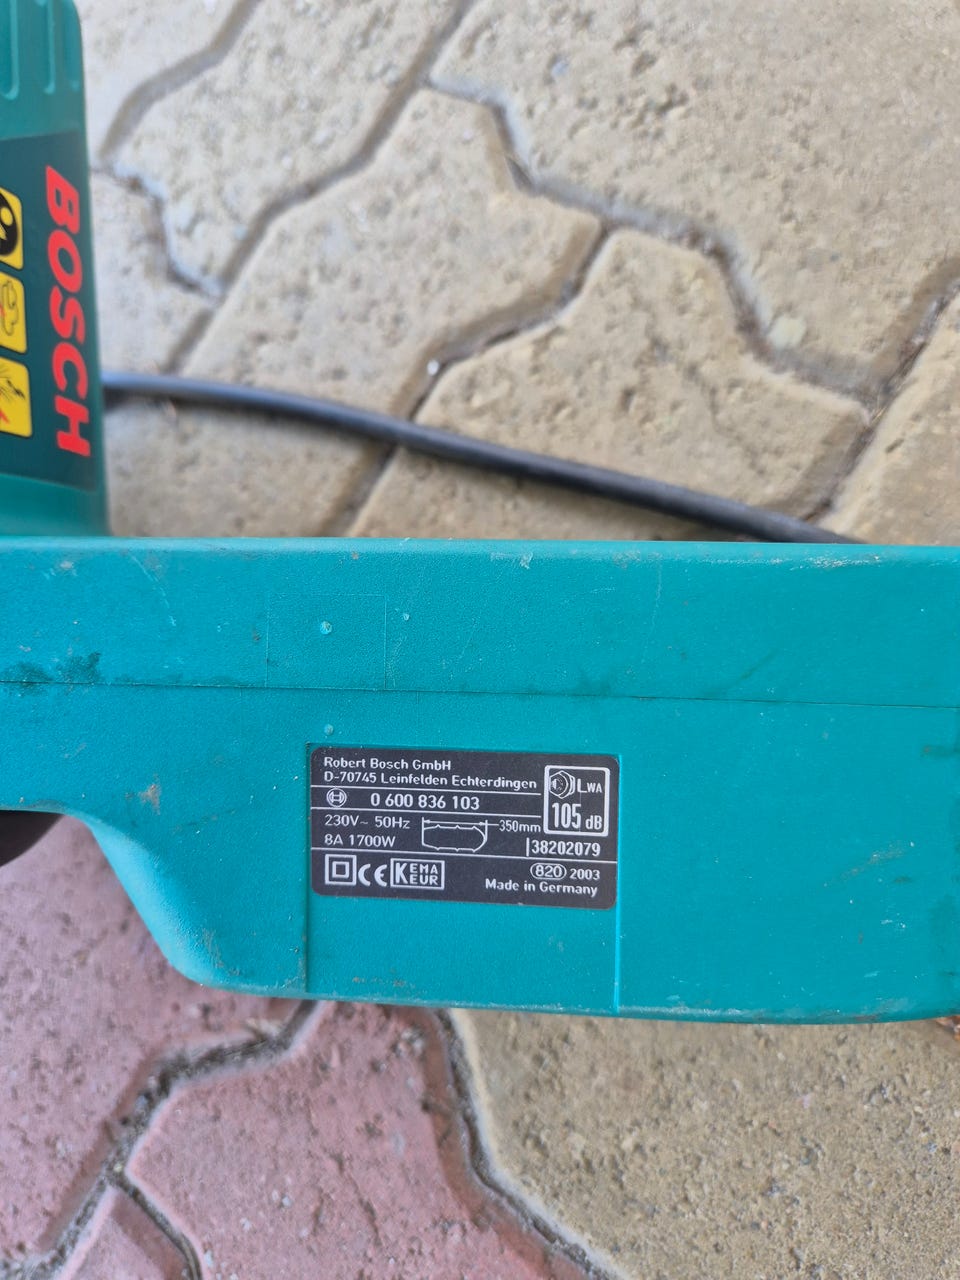 BOSCH
Robert Bosch GmbH
D-70745 Leinfelden Echterdingen
LWA
105 dB
0 600 836 103
230V~ 50Hz
350mm
8A 1700W
38202079
CE KEMA KEUR
820 2003
Made in Germany